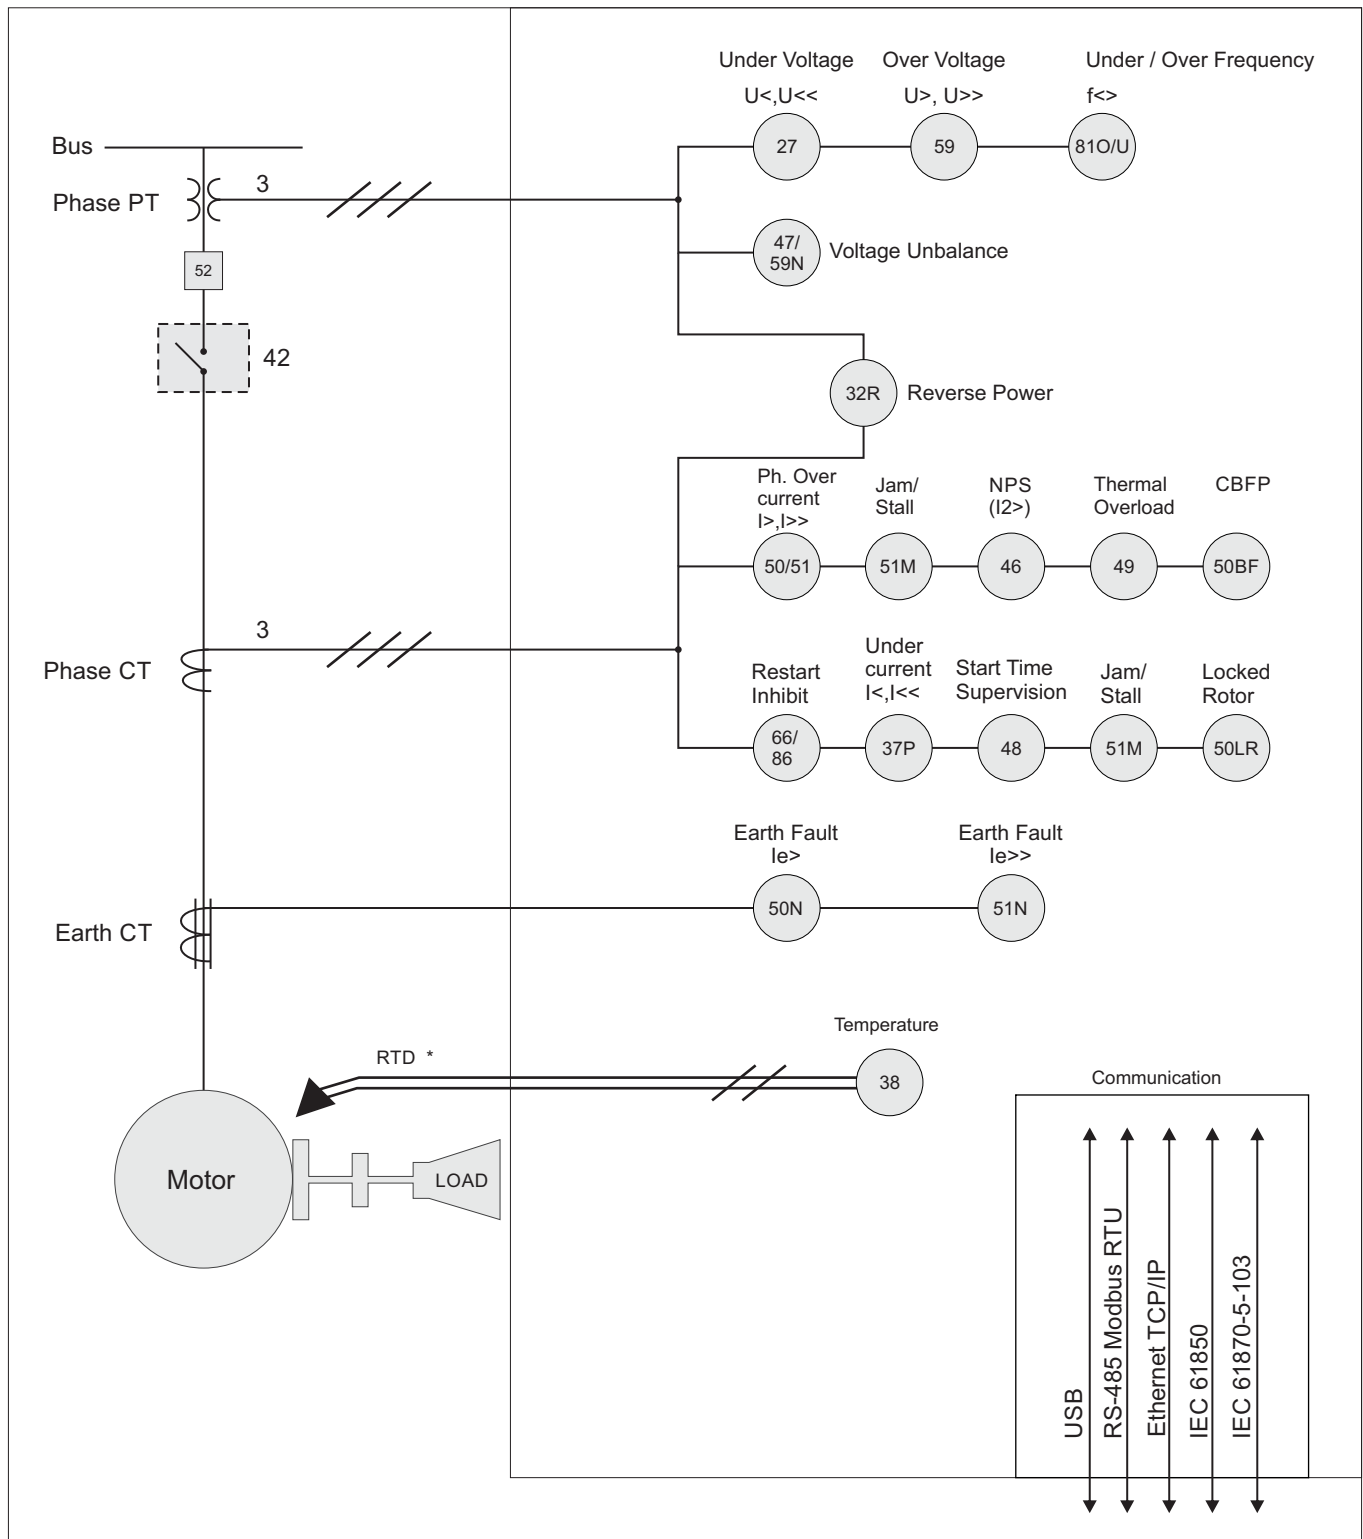 Under Voltage
Over Voltage
Under / Over Frequency
U<,U<<
U>, U>>
f<>
Bus
27
59
81O/U
Phase PT
3
47/
59N
Voltage Unbalance
52
42
32R
Reverse Power
Ph. Over
current
I>,I>>
Jam/
Stall
NPS
(I2>)
Thermal
Overload
CBFP
50/51
51M
46
49
50BF
Phase CT
3
Restart
Inhibit
Under
current
I<,I<<
Start Time
Supervision
Jam/
Stall
Locked
Rotor
66/
86
37P
48
51M
50LR
Earth Fault
Ie>
Earth Fault
Ie>>
Earth CT
50N
51N
Temperature
RTD *
38
Communication
Motor
LOAD
USB
RS-485 Modbus RTU
Ethernet TCP/IP
IEC 61850
IEC 61870-5-103